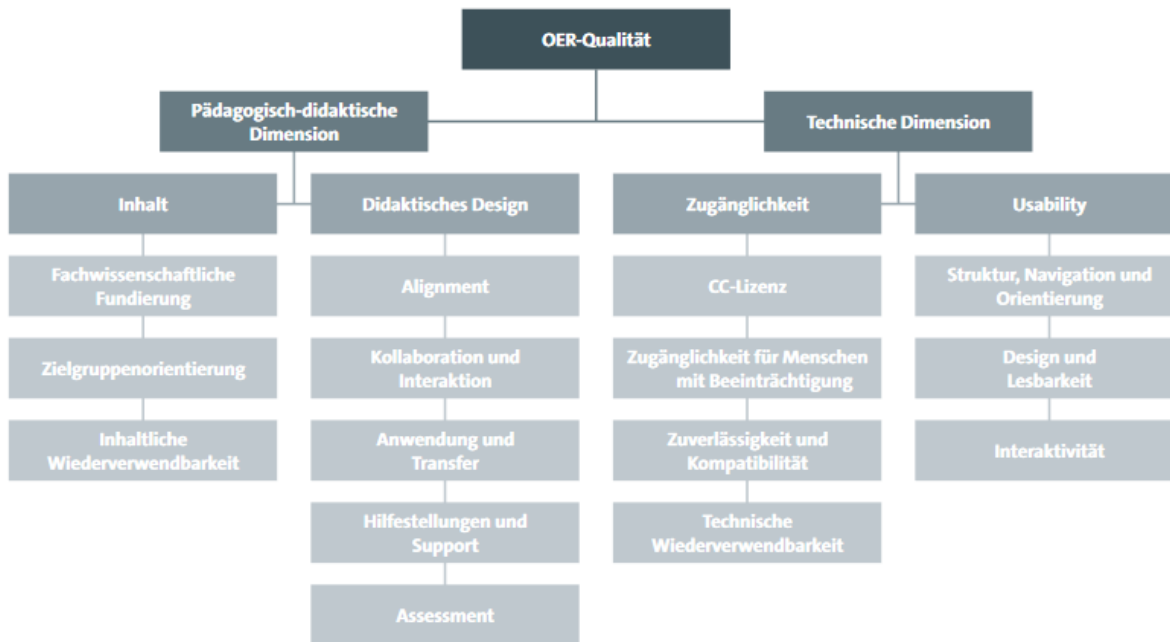 OER-Qualität
Pädagogisch-didaktische
Dimension
Technische Dimension
Inhalt
Didaktisches Design
Zugänglichkeit
Usability
Fachwissenschaftliche
Fundierung
Zielgruppenorientierung
Inhaltliche
Wiederverwendbarkeit
Alignment
Kollaboration und
Interaktion
Anwendung und
Transfer
Hilfestellungen und
Support
Assessment
CC-Lizenz
Zugänglichkeit für Menschen
mit Beeinträchtigung
Zuverlässigkeit und
Kompatibilität
Technische
Wiederverwendbarkeit
Struktur, Navigation und
Orientierung
Design und
Lesbarkeit
Interaktivität